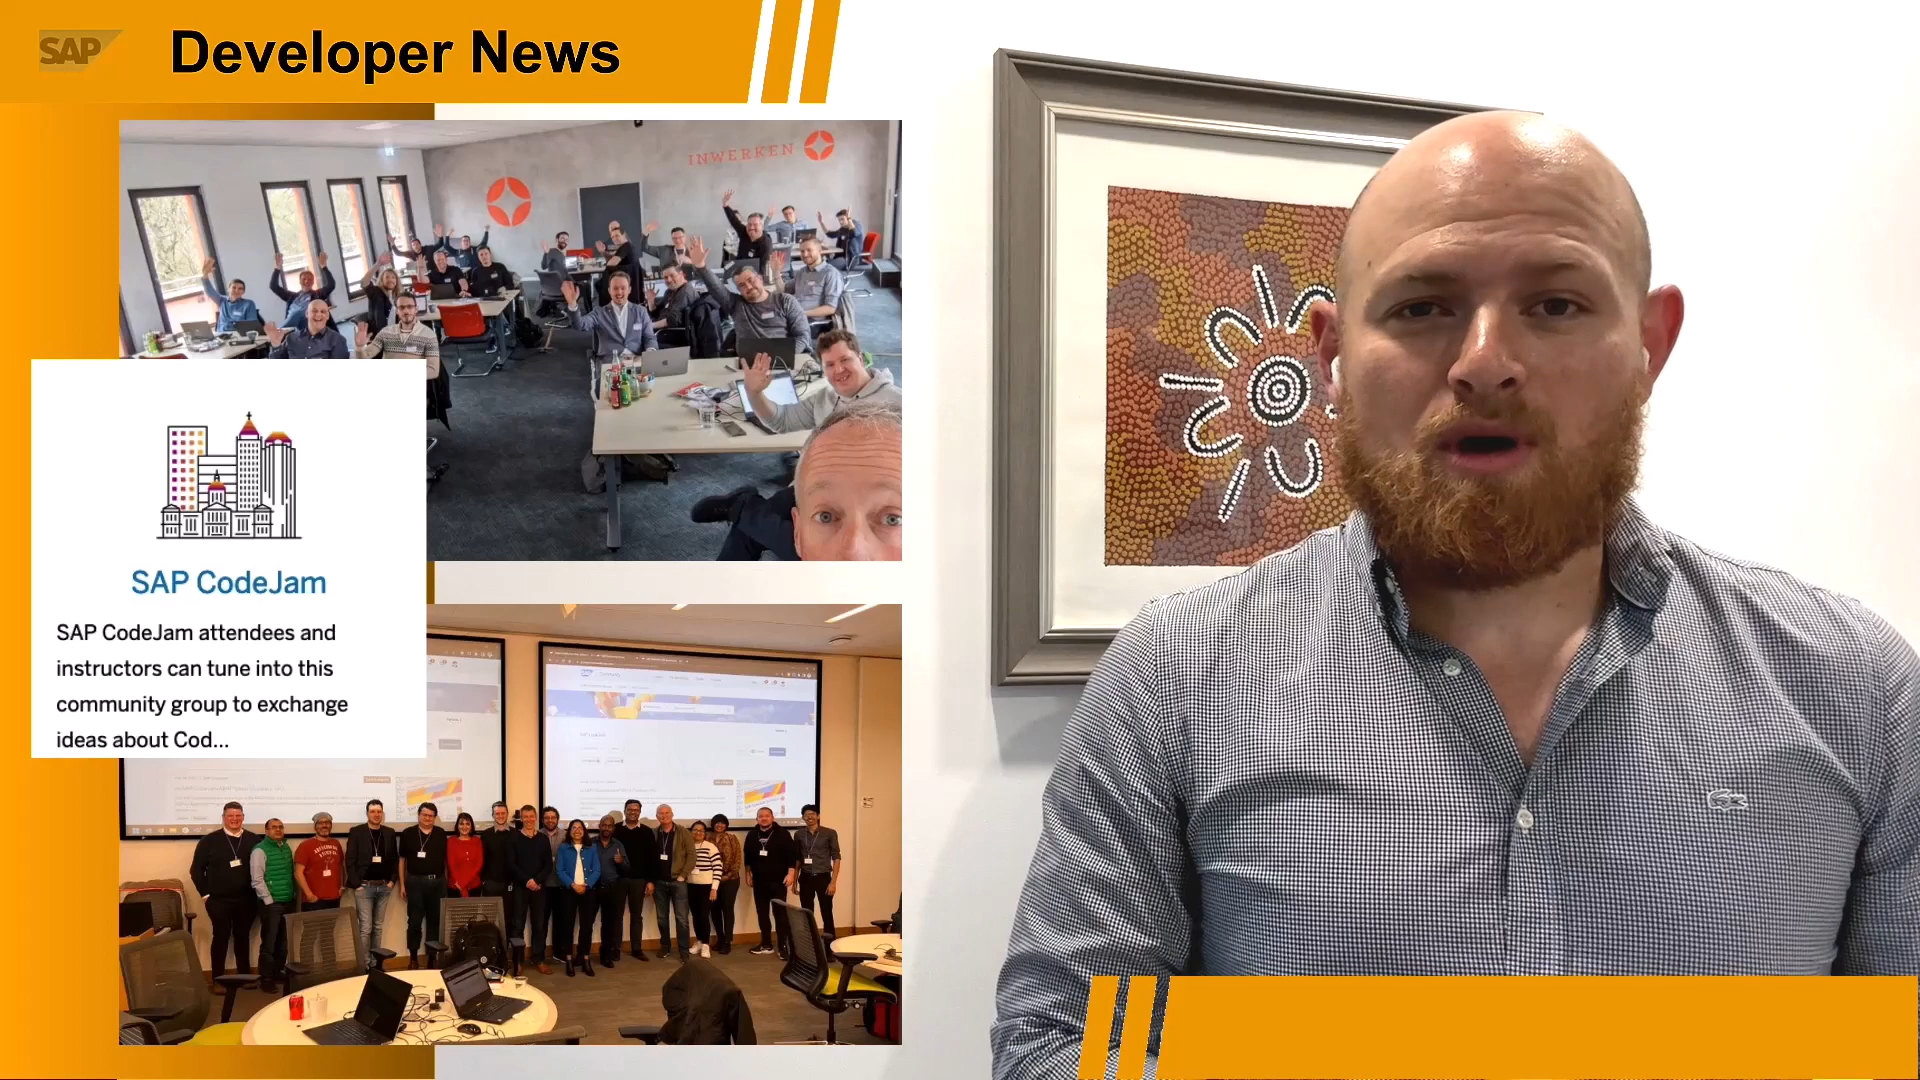 SAP Developer News
INWERKEN
SAP CodeJam
SAP CodeJam attendees and
instructors can tune into this
community group to exchange
ideas about Cod...